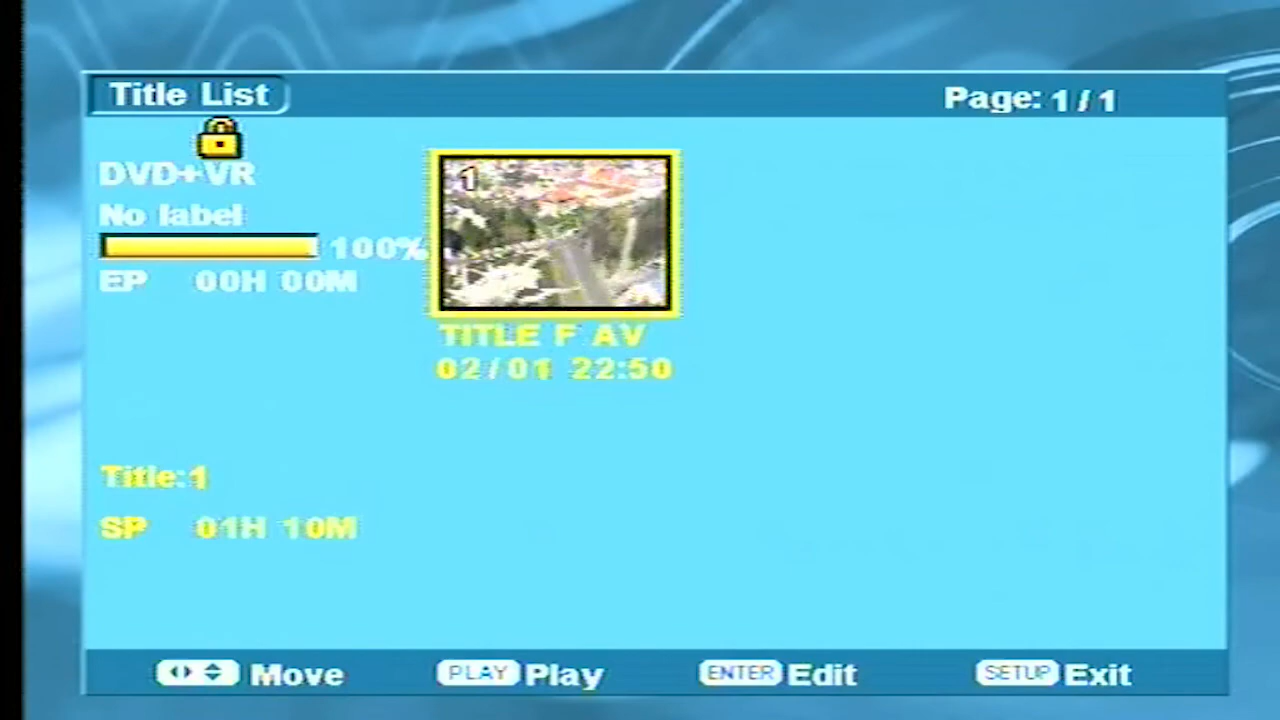 Title List
Page: 1 / 1
DVD+VR
No label
100%
EP 00H 00M
1
TITLE F AV
02/01 22:50
Title:1
SP 01H 10M
Move
PLAY Play
ENTER Edit
SETUP Exit